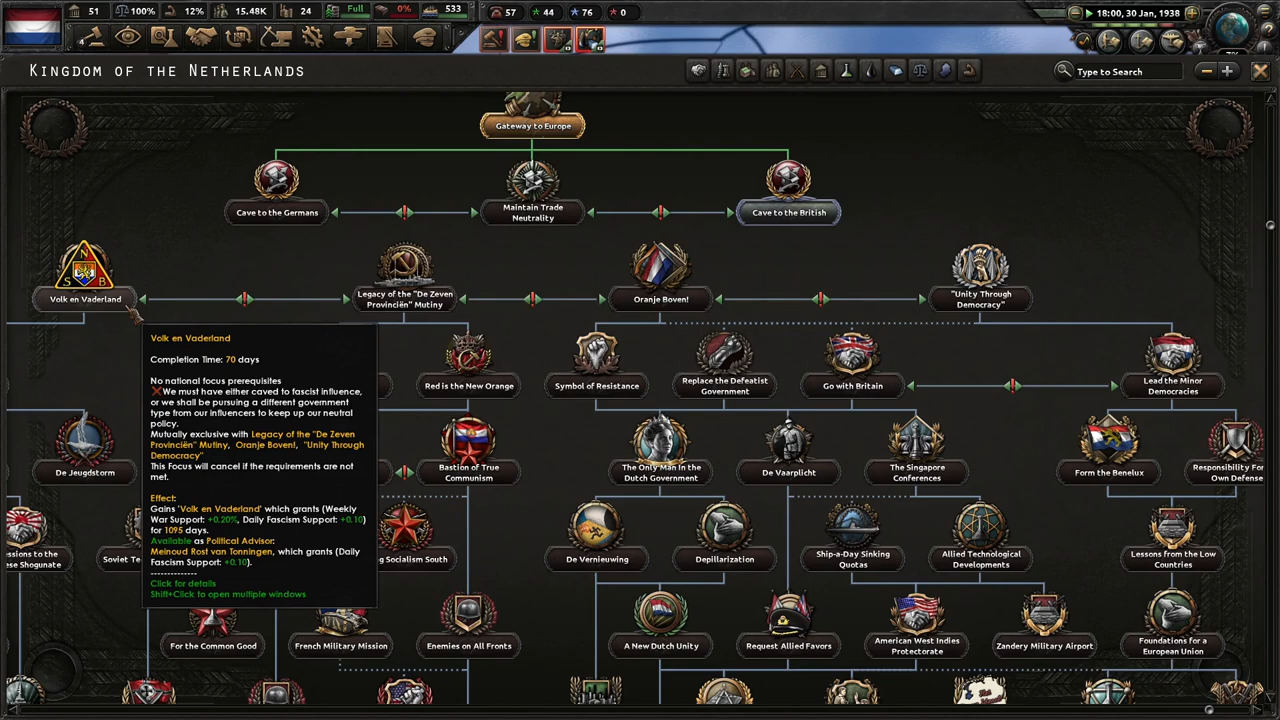 51 100% 12% 15.48K 24 Full 0% 533 57 44 76 0 18:00, 30 Jan, 1938
4
Kingdom of the Netherlands
Type to Search
Gateway to Europe
Cave to the Germans
Maintain Trade
Neutrality
Cave to the British
N
S B
Volk en Vaderland
Legacy of the "De Zeven
Provinciën" Mutiny
Oranje Boven!
"Unity Through
Democracy"
Volk en Vaderland
Completion Time: 70 days
No national focus prerequisites
We must have either caved to fascist influence,
or we shall be pursuing a different government
type from our influencers to keep up our neutral
policy.
Mutually exclusive with Legacy of the "De Zeven
Provinciën" Mutiny, Oranje Boven!, "Unity Through
Democracy"
This Focus will cancel if the requirements are not
met.
Effect:
Gains 'Volk en Vaderland' which grants (Weekly
War Support: +0.20%, Daily Fascism Support: +0.10)
for 1095 days.
Available as Political Advisor:
Meinoud Rost van Tonningen, which grants (Daily
Fascism Support: +0.10).
--------------
Click for details
Shift+Click to open multiple windows
Red is the New Orange
Symbol of Resistance
Replace the Defeatist
Government
Go with Britain
Lead the Minor
Democracies
De Jeugdstorm
Bastion of True
Communism
The Only Man In the
Dutch Government
De Vaarplicht
The Singapore
Conferences
Form the Benelux
Responsibility For
Own Defense
ssions to the
ese Shogunate
Soviet Te
ng Socialism South
De Vernieuwing
Depillarization
Ship-a-Day Sinking
Quotas
Allied Technological
Developments
Lessons from the Low
Countries
For the Common Good
French Military Mission
Enemies on All Fronts
A New Dutch Unity
Request Allied Favors
American West Indies
Protectorate
Zandery Military Airport
Foundations for a
European Union